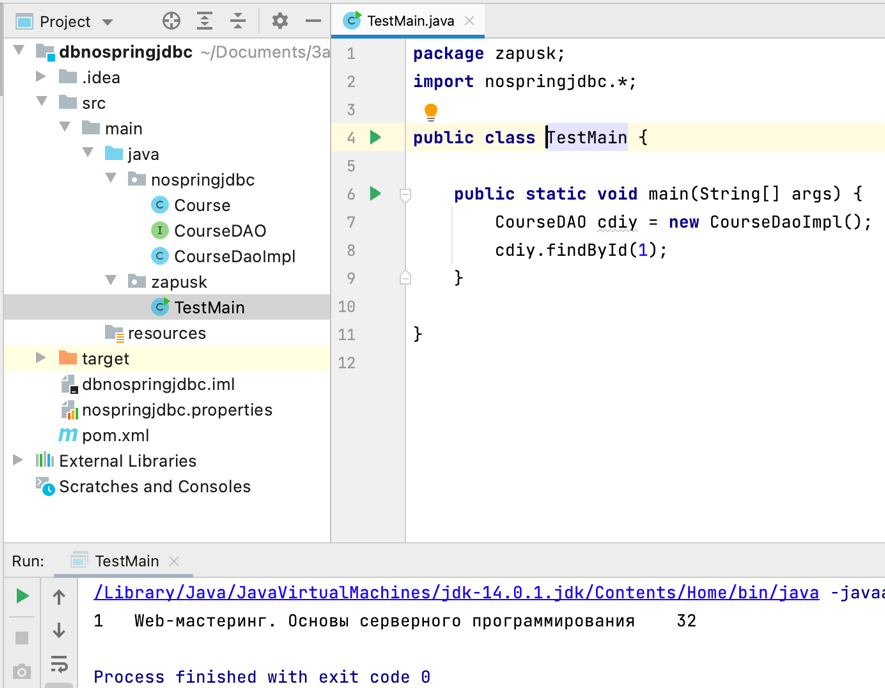 Project
TestMain.java
dbnospringjdbc ~/Documents/3a
.idea
src
main
java
nospringjdbc
Course
CourseDAO
CourseDaoImpl
zapusk
TestMain
resources
target
dbnospringjdbc.iml
nospringjdbc.properties
pom.xml
External Libraries
Scratches and Consoles
1 package zapusk;
2 import nospringjdbc.*;
3
4 public class TestMain {
5
6 public static void main(String[] args) {
7 CourseDAO cdiy = new CourseDaoImpl();
8 cdiy.findById(1);
9 }
10
11 }
12
Run: TestMain
/Library/Java/JavaVirtualMachines/jdk-14.0.1.jdk/Contents/Home/bin/java -java
1 Web-мастеринг. Основы серверного программирования 32
Process finished with exit code 0